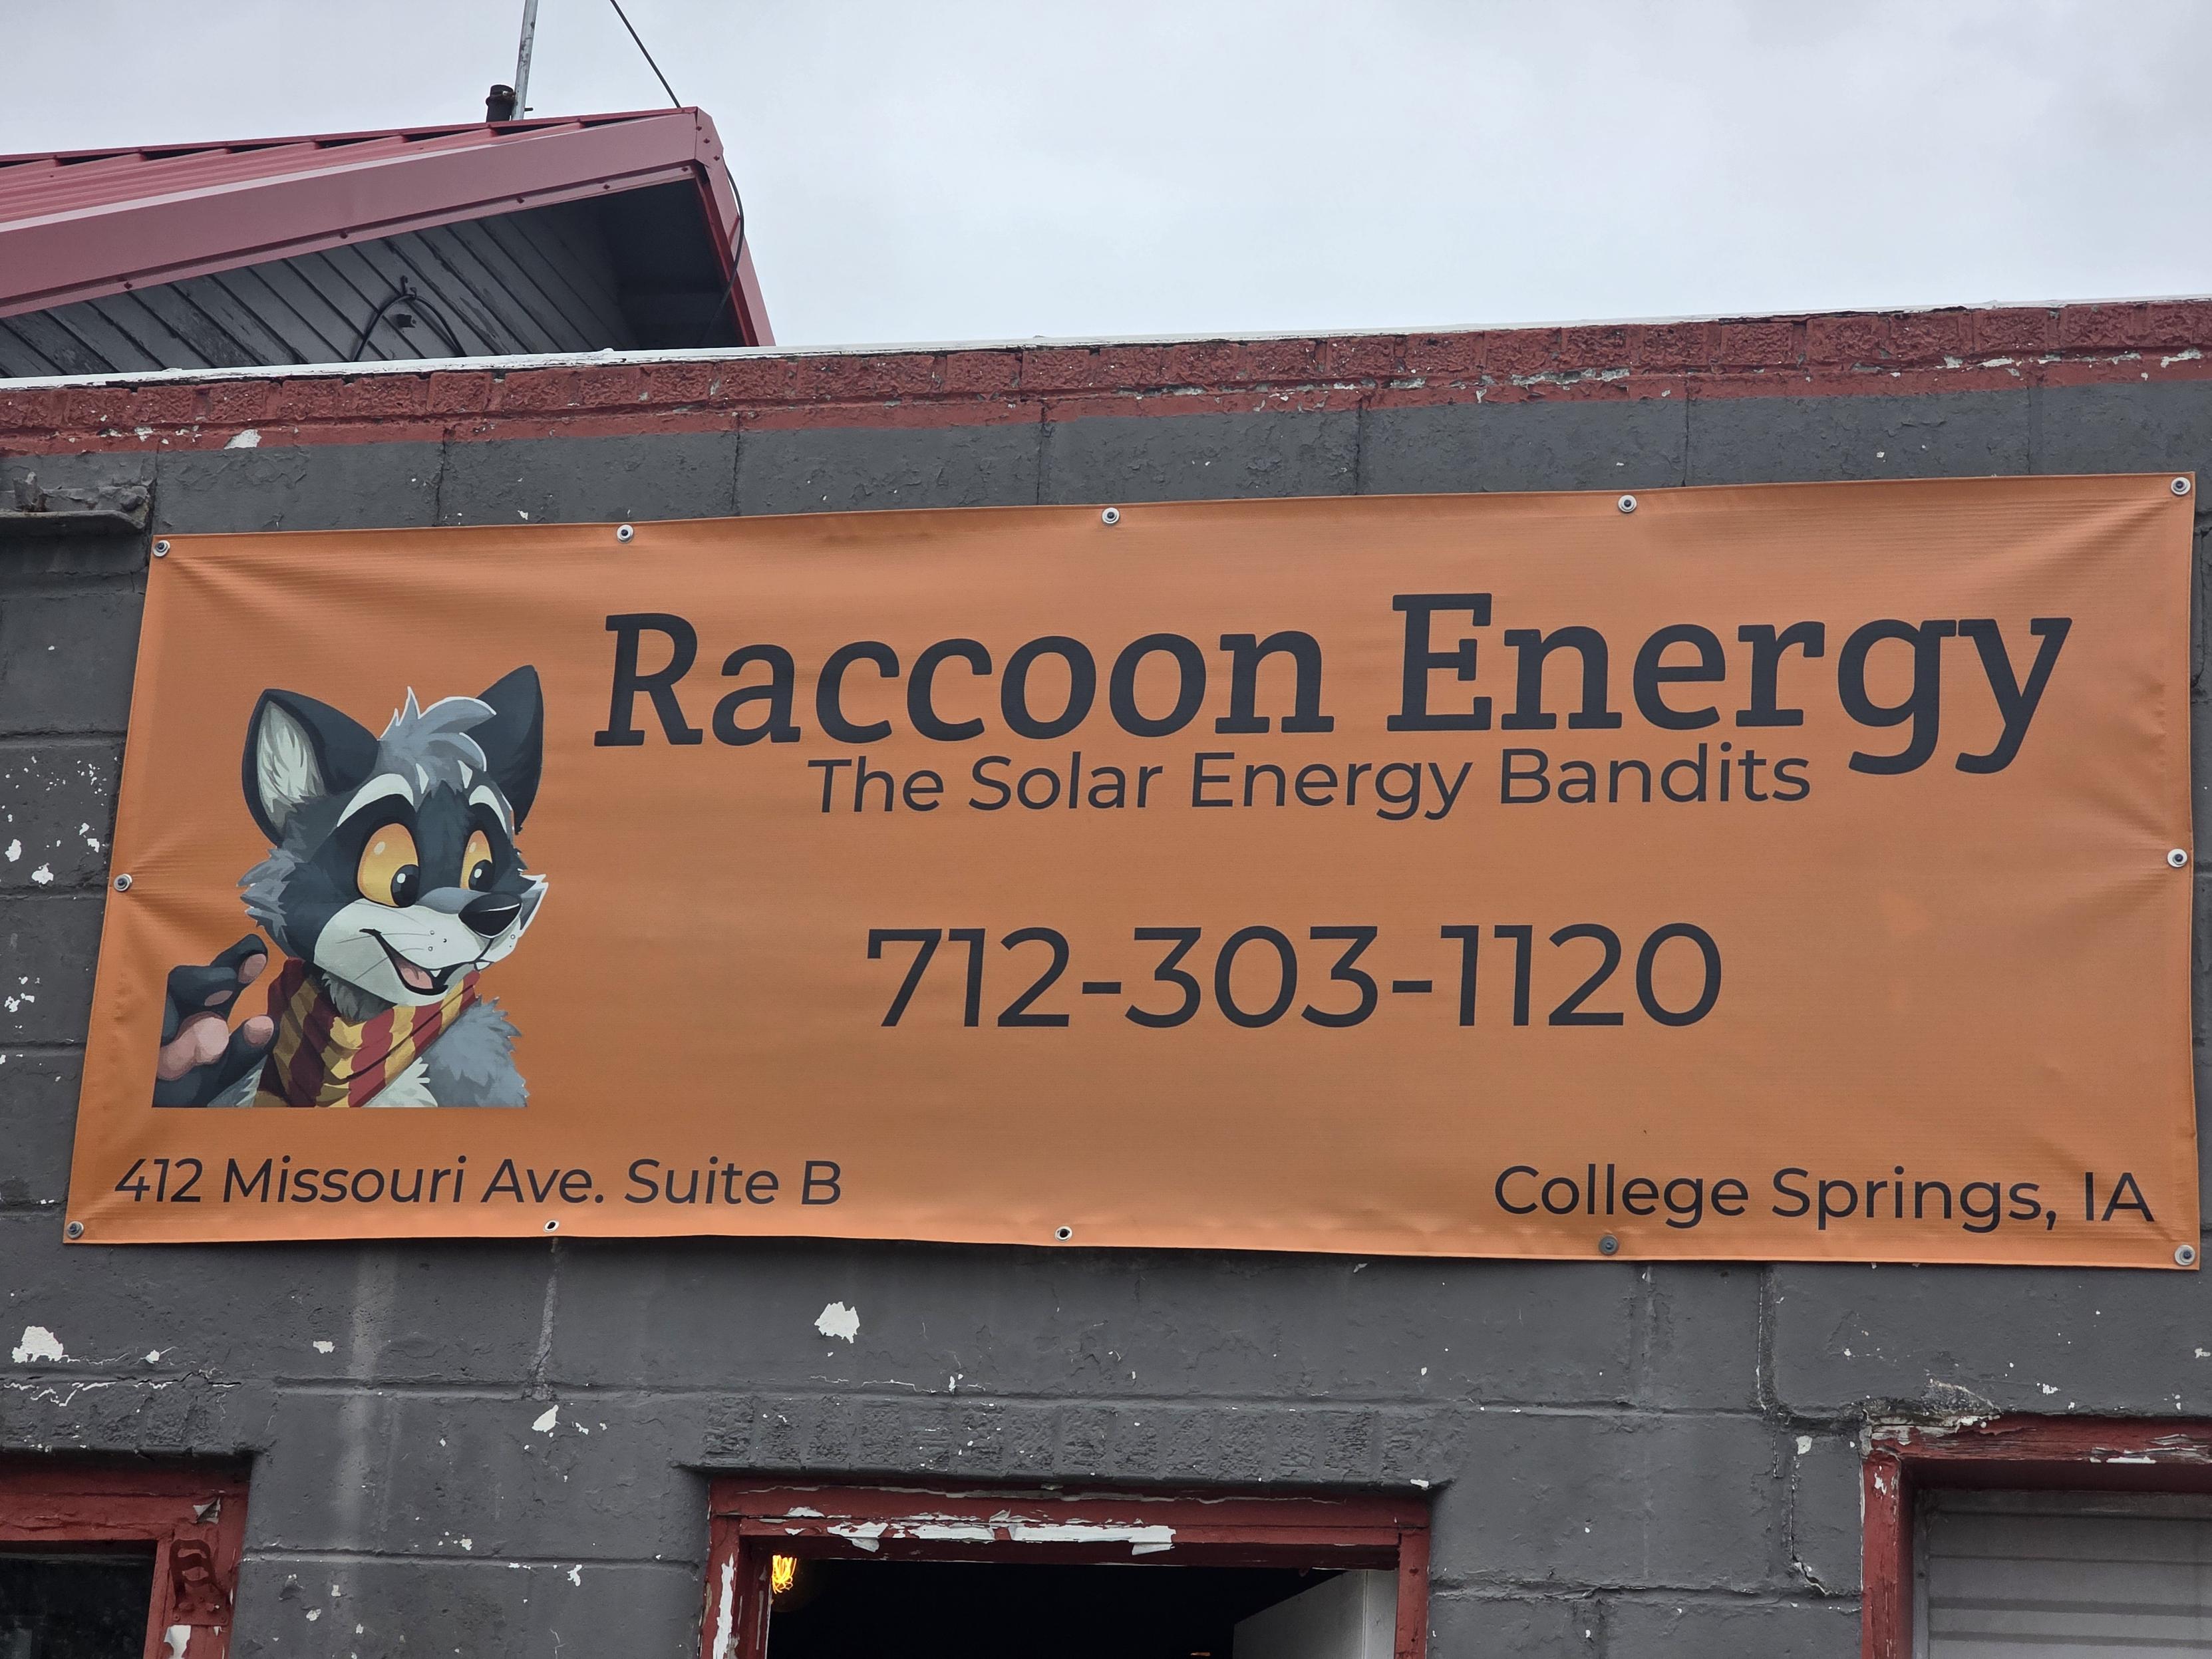 Raccoon Energy
The Solar Energy Bandits
712-303-1120
412 Missouri Ave. Suite B
College Springs, IA